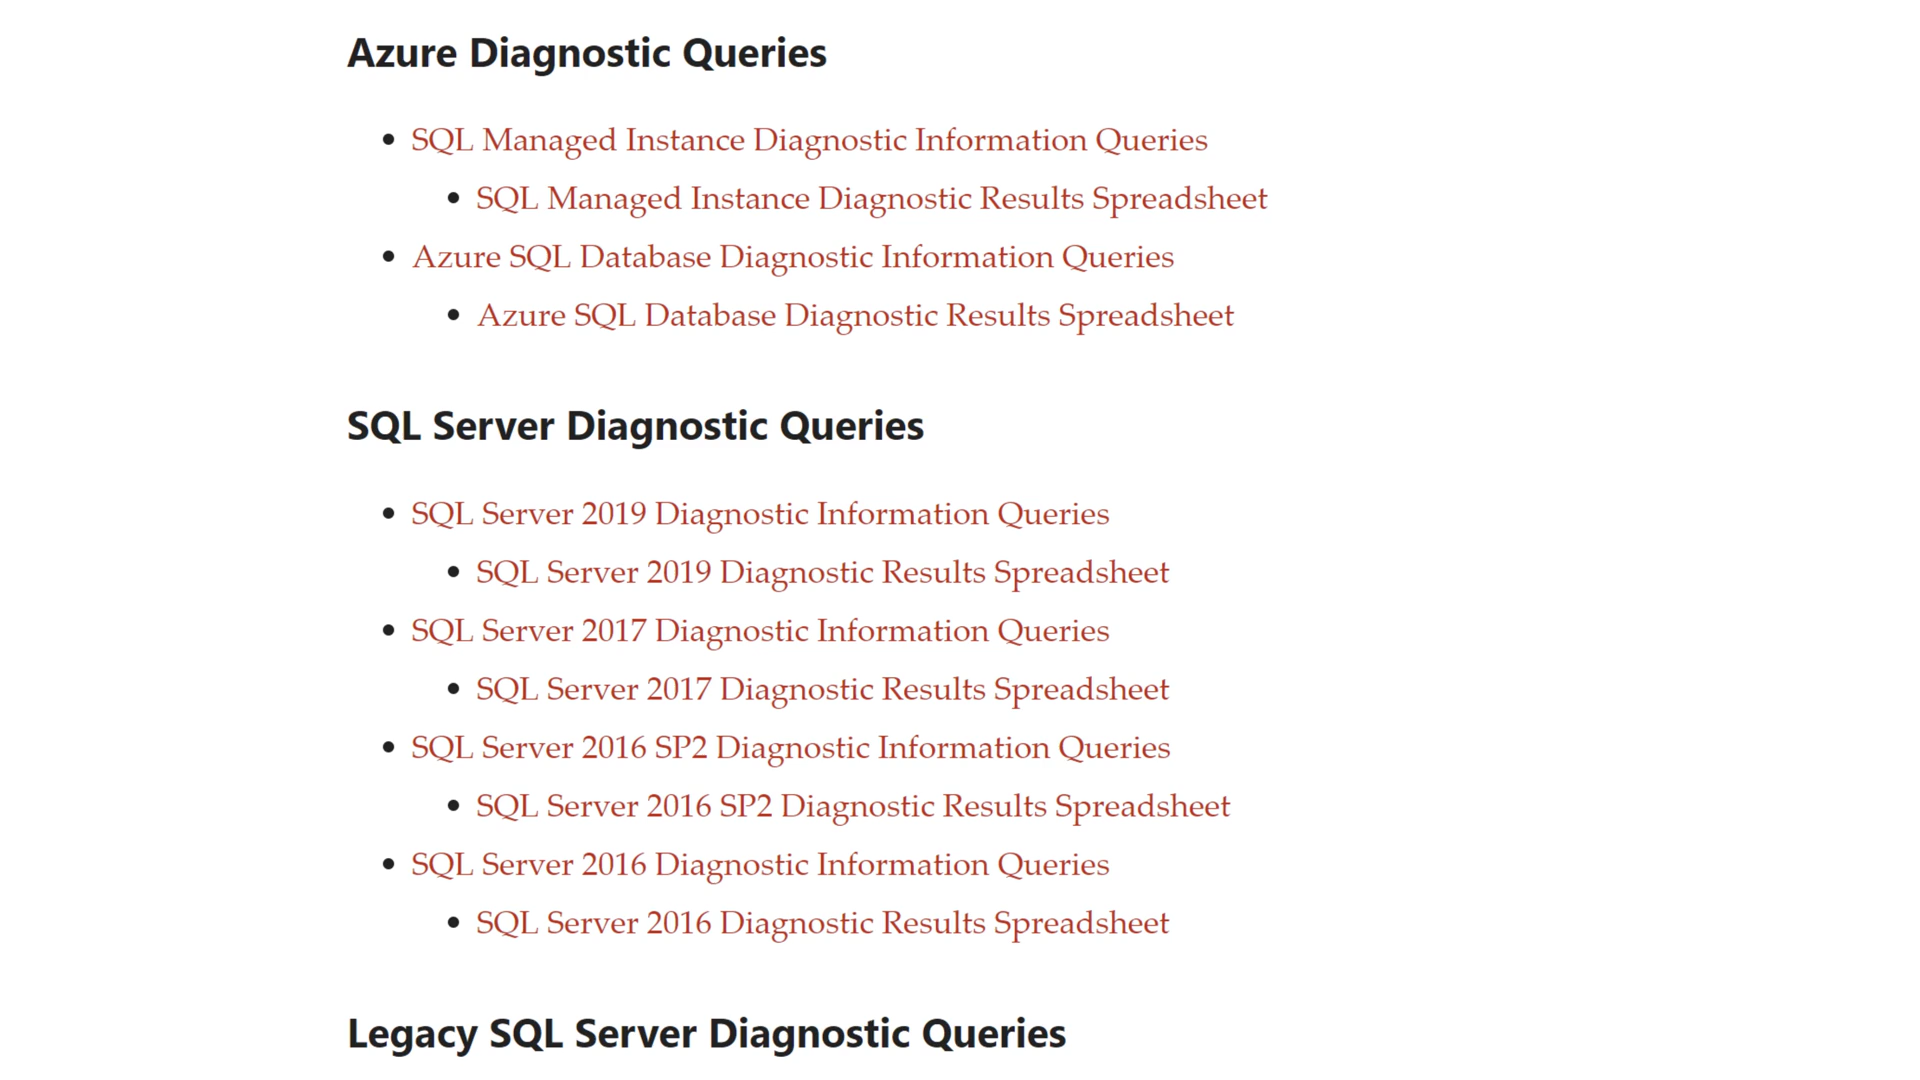 Azure Diagnostic Queries
SQL Managed Instance Diagnostic Information Queries
SQL Managed Instance Diagnostic Results Spreadsheet
Azure SQL Database Diagnostic Information Queries
Azure SQL Database Diagnostic Results Spreadsheet
SQL Server Diagnostic Queries
SQL Server 2019 Diagnostic Information Queries
SQL Server 2019 Diagnostic Results Spreadsheet
SQL Server 2017 Diagnostic Information Queries
SQL Server 2017 Diagnostic Results Spreadsheet
SQL Server 2016 SP2 Diagnostic Information Queries
SQL Server 2016 SP2 Diagnostic Results Spreadsheet
SQL Server 2016 Diagnostic Information Queries
SQL Server 2016 Diagnostic Results Spreadsheet
Legacy SQL Server Diagnostic Queries